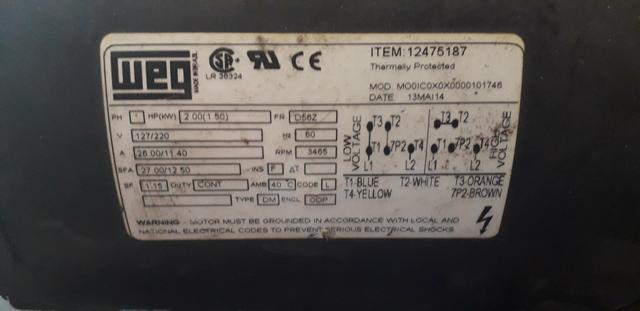 WEG
MADE IN BRAZIL
LR 38324
CE
ITEM:12475187
Thermally Protected
MOD. MO0IC0X0X0000101746
DATE. 13MAI14
PH 1 HP(kW) 2.00(1.50) FR D56Z
V 127/220 Hz 60
A 26.00/11.40 RPM 3465
SFA 27.00/12.50 INS F ΔT
SF 1.15 DUTY CONT AMB 40 °C CODE L
TYPE DM ENCL ODP
LOW VOLTAGE
T3 T2
T1 7P2 T4
L1 L2
T3 T2
T1 7P2 T4
L1 L2
HIGH VOLTAGE
T1-BLUE T2-WHITE T3-ORANGE
T4-YELLOW 7P2-BROWN
WARNING - MOTOR MUST BE GROUNDED IN ACCORDANCE WITH LOCAL AND
NATIONAL ELECTRICAL CODES TO PREVENT SERIOUS ELECTRICAL SHOCKS